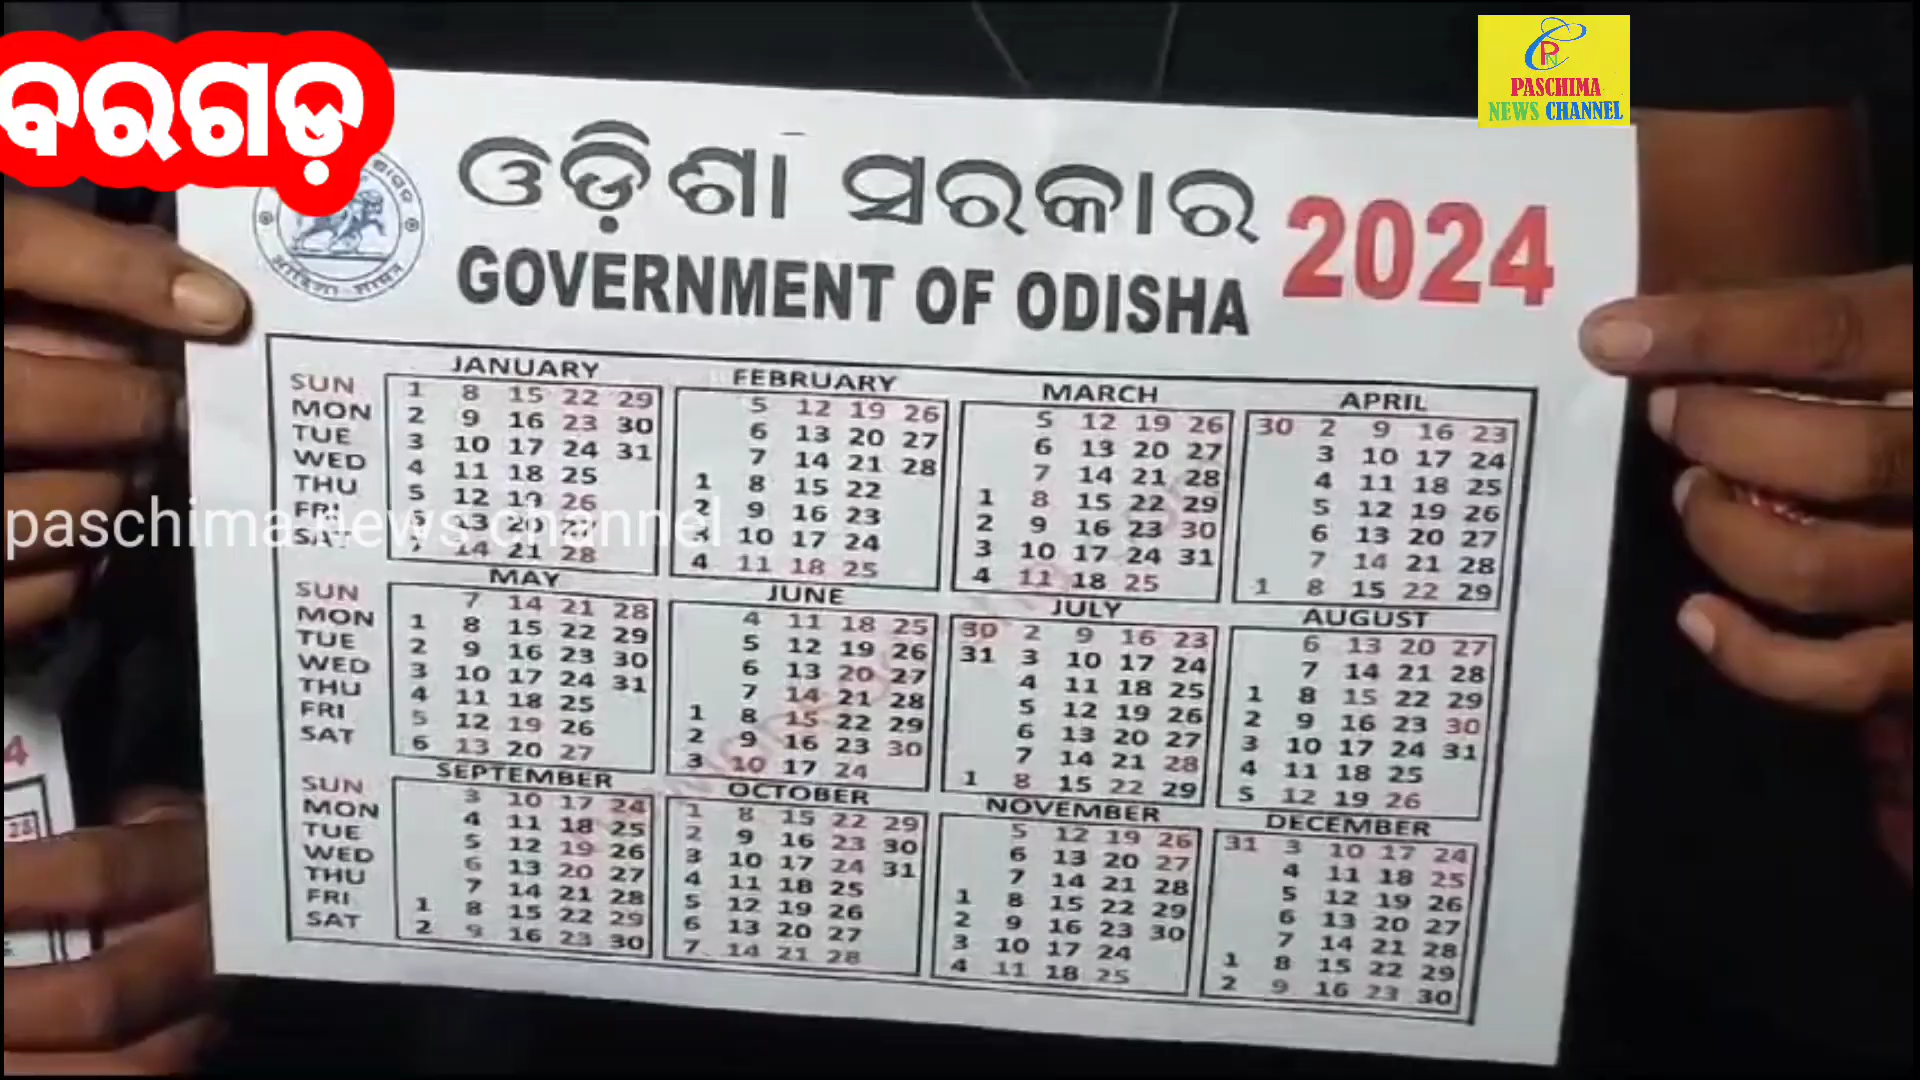 ବରଗଡ଼
PASCHIMA
NEWS CHANNEL
ଓଡ଼ିଶା ସରକାର 2024
GOVERNMENT OF ODISHA
JANUARY FEBRUARY MARCH APRIL
SUN 1 8 15 22 29 5 12 19 26 5 12 19 26 30 2 9 16 23
MON 2 9 16 23 30 6 13 20 27 6 13 20 27 3 10 17 24
TUE 3 10 17 24 31 7 14 21 28 7 14 21 28 4 11 18 25
WED 4 11 18 25 1 8 15 22 1 8 15 22 29 5 12 19 26
THU 5 12 19 26 2 9 16 23 2 9 16 23 30 6 13 20 27
FRI 13 20 27 3 10 17 24 3 10 17 24 31 7 14 21 28
SAT 7 14 21 28 4 11 18 25 4 11 18 25 1 8 15 22 29
paschima news channel
MAY JUNE JULY AUGUST
SUN 7 14 21 28 4 11 18 25 30 2 9 16 23 6 13 20 27
MON 1 8 15 22 29 5 12 19 26 31 3 10 17 24 7 14 21 28
TUE 2 9 16 23 30 6 13 20 27 4 11 18 25 1 8 15 22 29
WED 3 10 17 24 31 7 14 21 28 5 12 19 26 2 9 16 23 30
THU 4 11 18 25 1 8 15 22 29 6 13 20 27 3 10 17 24 31
FRI 5 12 19 26 2 9 16 23 30 7 14 21 28 4 11 18 25
SAT 6 13 20 27 3 10 17 24 1 8 15 22 29 5 12 19 26
SEPTEMBER OCTOBER NOVEMBER DECEMBER
SUN 3 10 17 24 1 8 15 22 29 5 12 19 26 31 3 10 17 24
MON 4 11 18 25 2 9 16 23 30 6 13 20 27 4 11 18 25
TUE 5 12 19 26 3 10 17 24 31 7 14 21 28 5 12 19 26
WED 6 13 20 27 4 11 18 25 1 8 15 22 29 6 13 20 27
THU 7 14 21 28 5 12 19 26 2 9 16 23 30 7 14 21 28
FRI 1 8 15 22 29 6 13 20 27 3 10 17 24 1 8 15 22 29
SAT 2 9 16 23 30 7 14 21 28 4 11 18 25 2 9 16 23 30